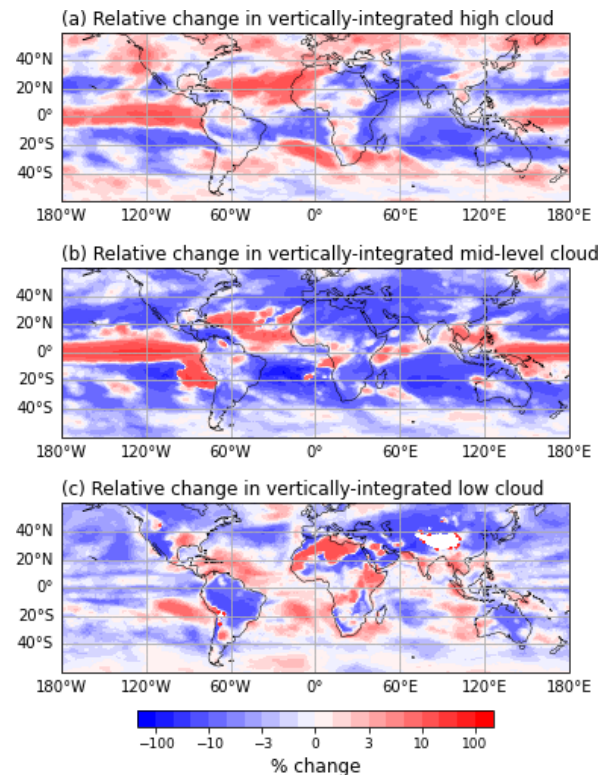 (a) Relative change in vertically-integrated high cloud
40°N
20°N
0°
20°S
40°S
180°W 120°W 60°W 0° 60°E 120°E 180°E
(b) Relative change in vertically-integrated mid-level cloud
40°N
20°N
0°
20°S
40°S
180°W 120°W 60°W 0° 60°E 120°E 180°E
(c) Relative change in vertically-integrated low cloud
40°N
20°N
0°
20°S
40°S
180°W 120°W 60°W 0° 60°E 120°E 180°E
−100 −10 −3 0 3 10 100
% change